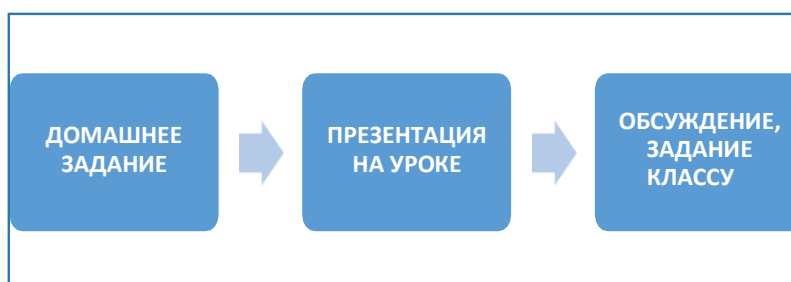 ДОМАШНЕЕ
ЗАДАНИЕ
ПРЕЗЕНТАЦИЯ
НА УРОКЕ
ОБСУЖДЕНИЕ,
ЗАДАНИЕ
КЛАССУ